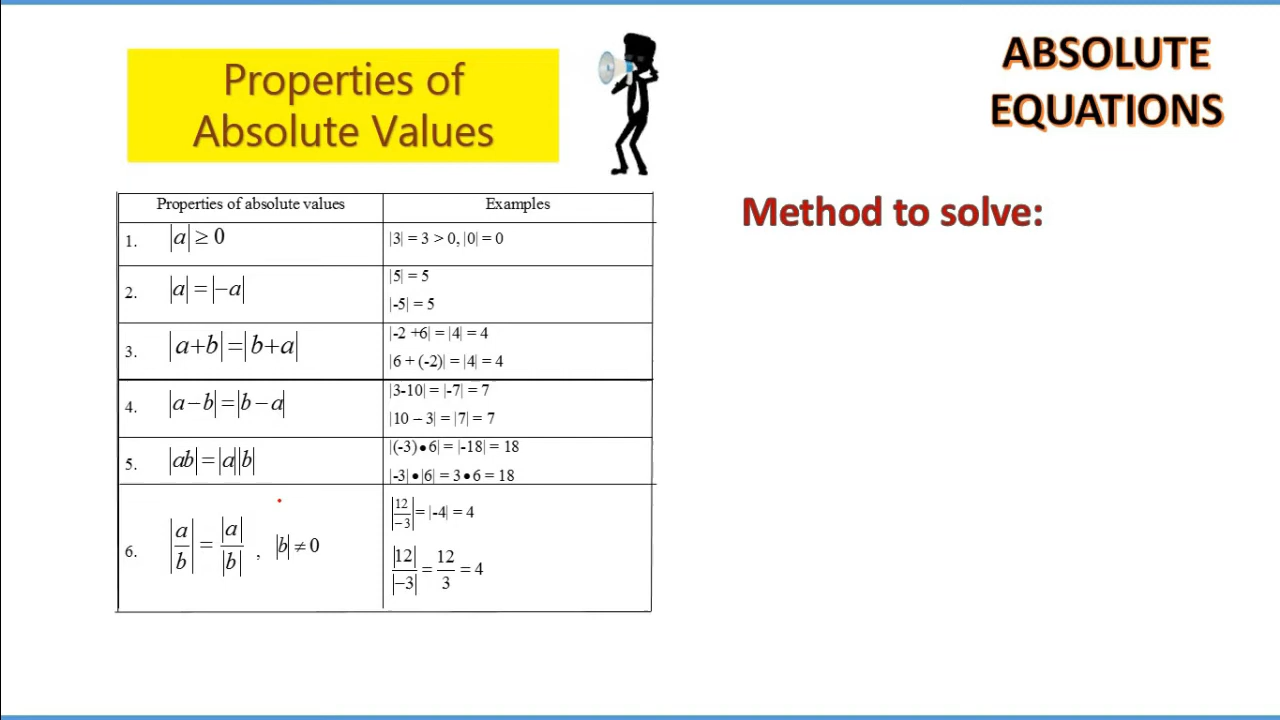 Properties of
Absolute Values
ABSOLUTE
EQUATIONS
Method to solve:
Properties of absolute values Examples
1. |a| ≥ 0 |3| = 3 > 0, |0| = 0
2. |a| = |−a| |5| = 5
|-5| = 5
3. |a+b| = |b+a| |-2 +6| = |4| = 4
|6 + (-2)| = |4| = 4
4. |a−b| = |b−a| |3-10| = |-7| = 7
|10 – 3| = |7| = 7
5. |ab| = |a||b| |(-3)•6| = |-18| = 18
|-3|•|6| = 3•6 = 18
6. |a/b| = |a|/|b| , |b| ≠ 0 |12/−3| = |-4| = 4
|12|/|−3| = 12/3 = 4